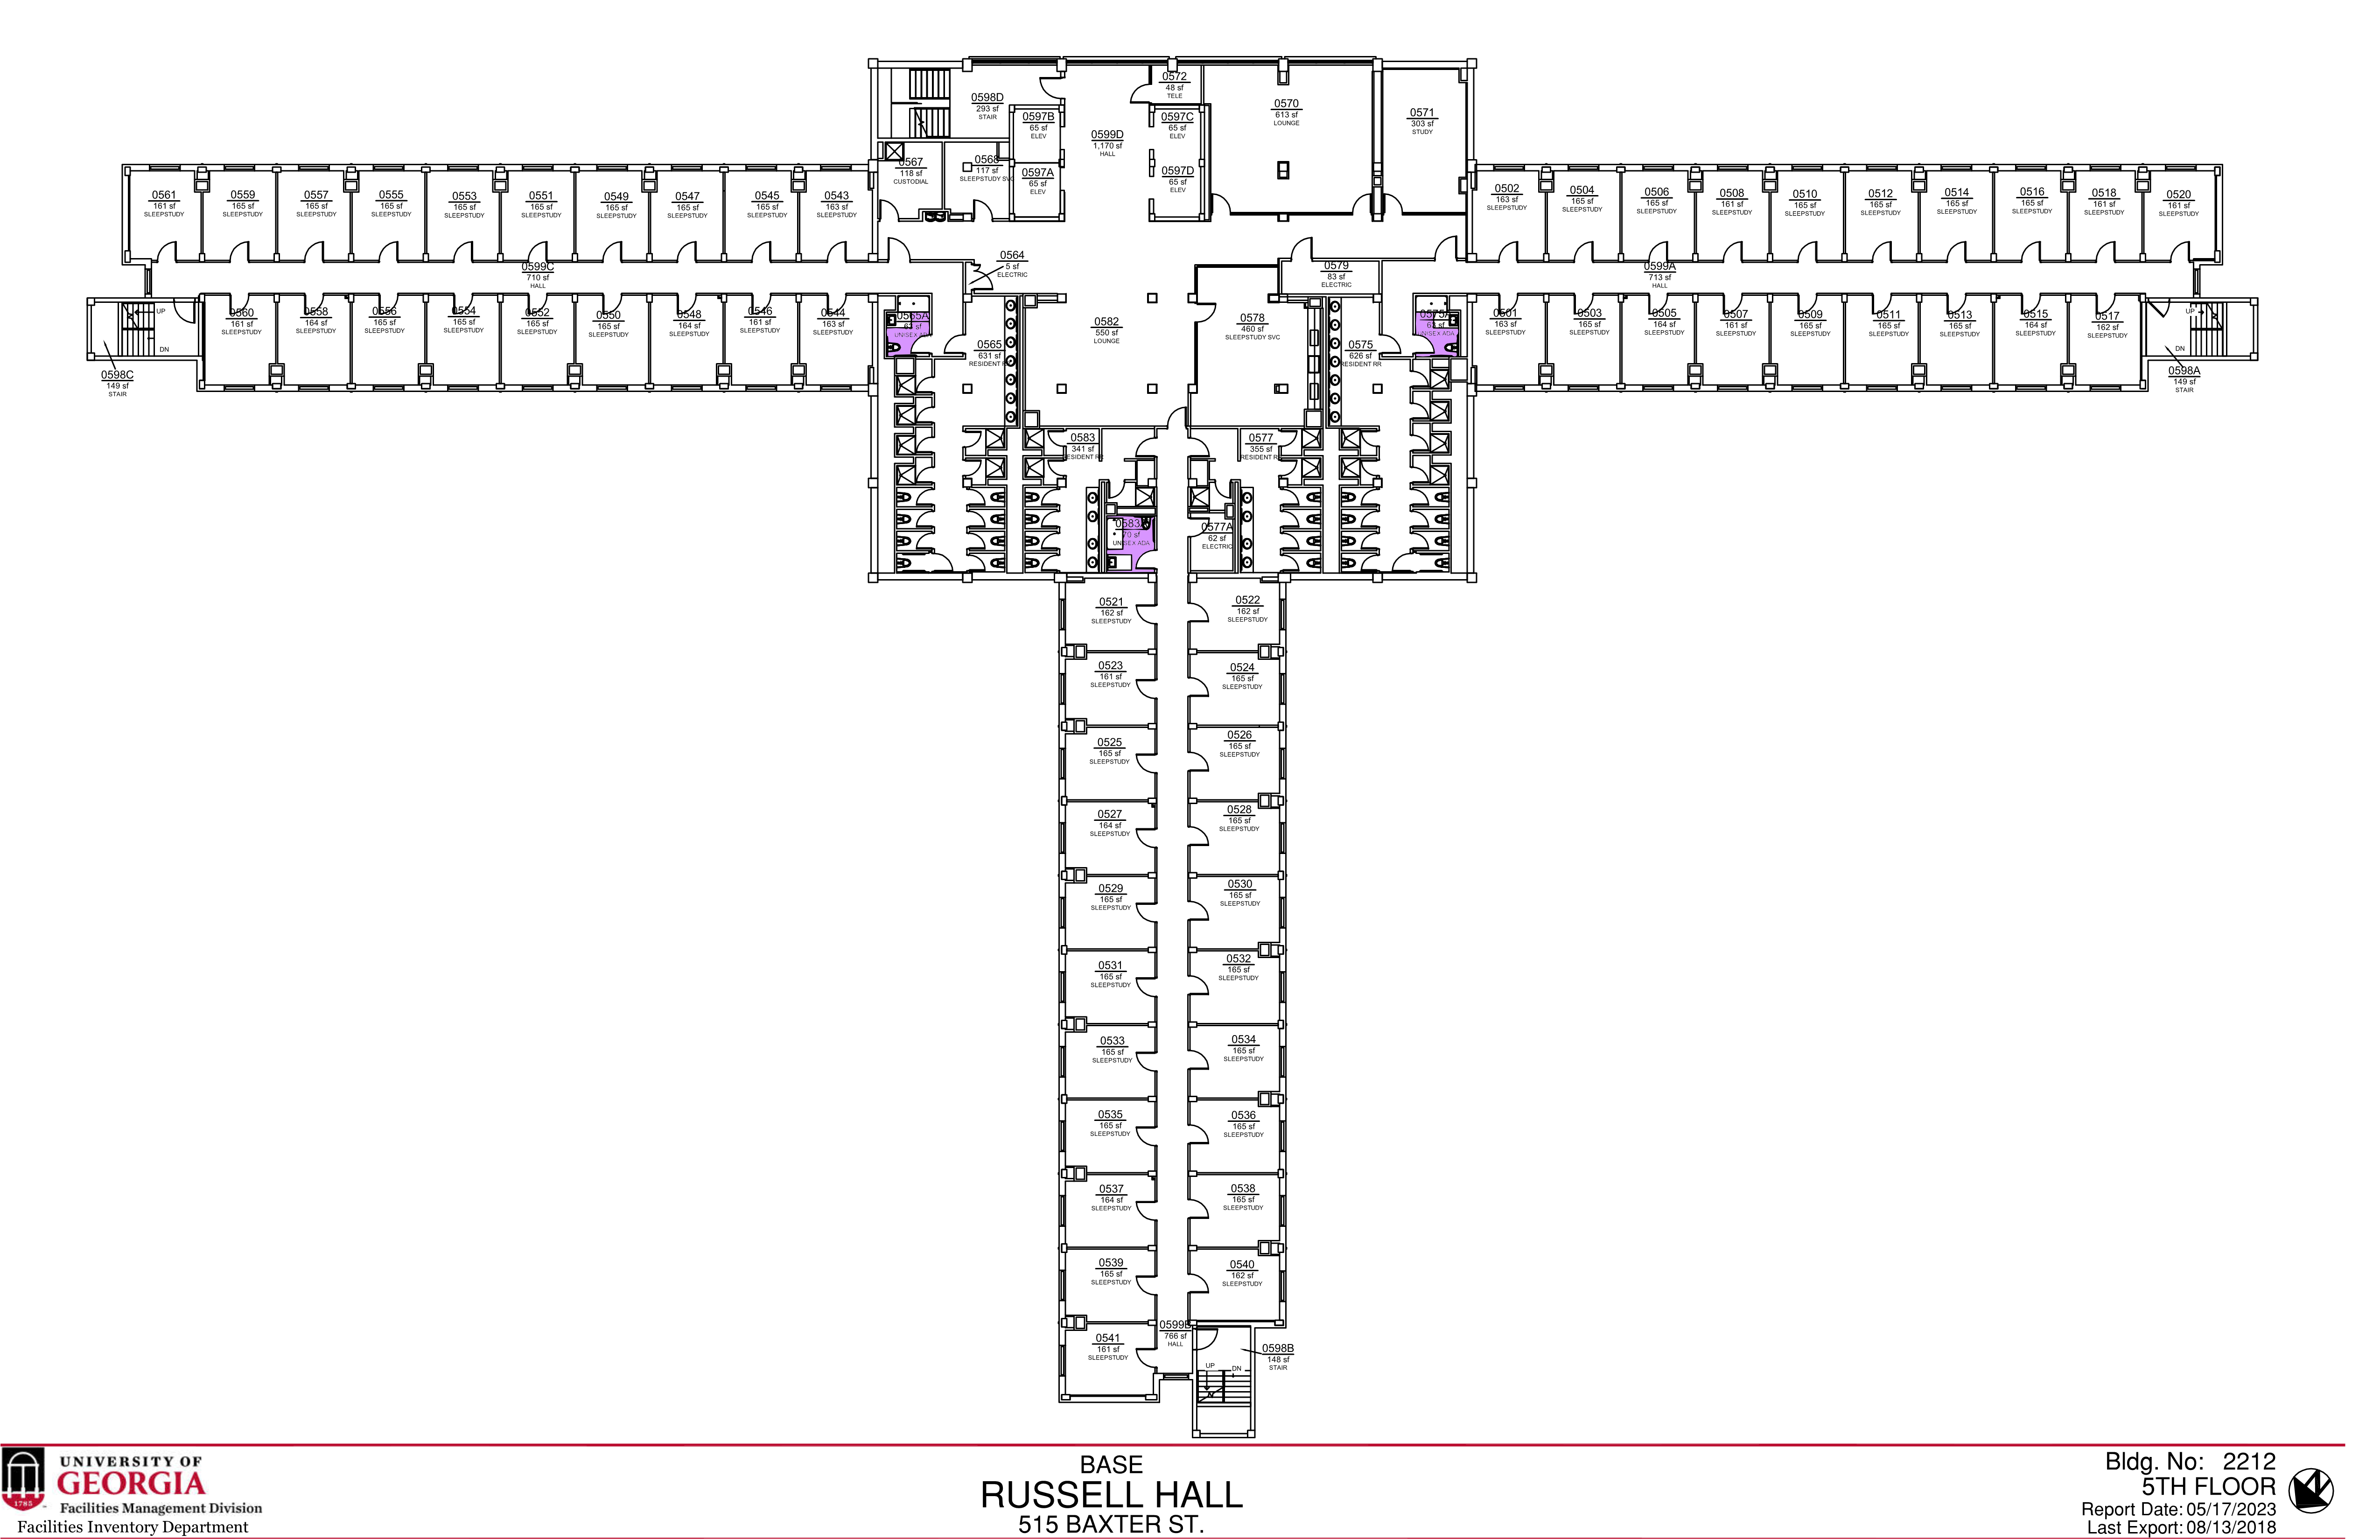 0598D
293 sf
STAIR
0597B
65 sf
ELEV
0597A
65 sf
ELEV
0599D
1,170 sf
HALL
0572
48 sf
TELE
0597C
65 sf
ELEV
0597D
65 sf
ELEV
0570
613 sf
LOUNGE
0571
303 sf
STUDY
0567
118 sf
CUSTODIAL
0568
117 sf
SLEEPSTUDY SVC
0561
161 sf
SLEEPSTUDY
0559
165 sf
SLEEPSTUDY
0557
165 sf
SLEEPSTUDY
0555
165 sf
SLEEPSTUDY
0553
165 sf
SLEEPSTUDY
0551
165 sf
SLEEPSTUDY
0549
165 sf
SLEEPSTUDY
0547
165 sf
SLEEPSTUDY
0545
165 sf
SLEEPSTUDY
0543
163 sf
SLEEPSTUDY
0502
163 sf
SLEEPSTUDY
0504
165 sf
SLEEPSTUDY
0506
165 sf
SLEEPSTUDY
0508
161 sf
SLEEPSTUDY
0510
165 sf
SLEEPSTUDY
0512
165 sf
SLEEPSTUDY
0514
165 sf
SLEEPSTUDY
0516
165 sf
SLEEPSTUDY
0518
161 sf
SLEEPSTUDY
0520
161 sf
SLEEPSTUDY
0599C
710 sf
HALL
0564
5 sf
ELECTRIC
0579
83 sf
ELECTRIC
0599A
713 sf
HALL
UP
DN
0598C
149 sf
STAIR
0560
161 sf
SLEEPSTUDY
0558
164 sf
SLEEPSTUDY
0556
165 sf
SLEEPSTUDY
0554
165 sf
SLEEPSTUDY
0552
165 sf
SLEEPSTUDY
0550
165 sf
SLEEPSTUDY
0548
164 sf
SLEEPSTUDY
0546
161 sf
SLEEPSTUDY
0544
163 sf
SLEEPSTUDY
0565A
63 sf
UNISEX ADA
0565
631 sf
RESIDENT
0582
550 sf
LOUNGE
0578
460 sf
SLEEPSTUDY SVC
0575
626 sf
RESIDENT RR
0575A
sf
UNISEX ADA
0501
163 sf
SLEEPSTUDY
0503
165 sf
SLEEPSTUDY
0505
164 sf
SLEEPSTUDY
0507
161 sf
SLEEPSTUDY
0509
165 sf
SLEEPSTUDY
0511
165 sf
SLEEPSTUDY
0513
165 sf
SLEEPSTUDY
0515
164 sf
SLEEPSTUDY
0517
162 sf
SLEEPSTUDY
UP
DN
0598A
149 sf
STAIR
0583
341 sf
RESIDENT RR
0577
355 sf
RESIDENT
0583A
70 sf
UNISEX ADA
0577A
62 sf
ELECTRIC
0521
162 sf
SLEEPSTUDY
0522
162 sf
SLEEPSTUDY
0523
161 sf
SLEEPSTUDY
0524
165 sf
SLEEPSTUDY
0525
165 sf
SLEEPSTUDY
0526
165 sf
SLEEPSTUDY
0527
164 sf
SLEEPSTUDY
0528
165 sf
SLEEPSTUDY
0529
165 sf
SLEEPSTUDY
0530
165 sf
SLEEPSTUDY
0531
165 sf
SLEEPSTUDY
0532
165 sf
SLEEPSTUDY
0533
165 sf
SLEEPSTUDY
0534
165 sf
SLEEPSTUDY
0535
165 sf
SLEEPSTUDY
0536
165 sf
SLEEPSTUDY
0537
164 sf
SLEEPSTUDY
0538
165 sf
SLEEPSTUDY
0539
165 sf
SLEEPSTUDY
0540
162 sf
SLEEPSTUDY
0541
161 sf
SLEEPSTUDY
0599B
766 sf
HALL
0598B
148 sf
STAIR
UP
DN
1785
UNIVERSITY OF
GEORGIA
Facilities Management Division
Facilities Inventory Department
BASE
RUSSELL HALL
515 BAXTER ST.
Bldg. No: 2212
5TH FLOOR
Report Date: 05/17/2023
Last Export: 08/13/2018